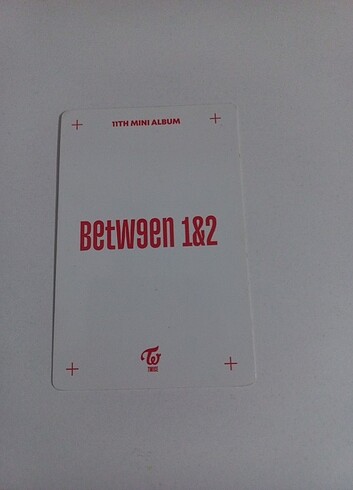 11TH MINI ALBUM
Betw9en 1&2
TWICE